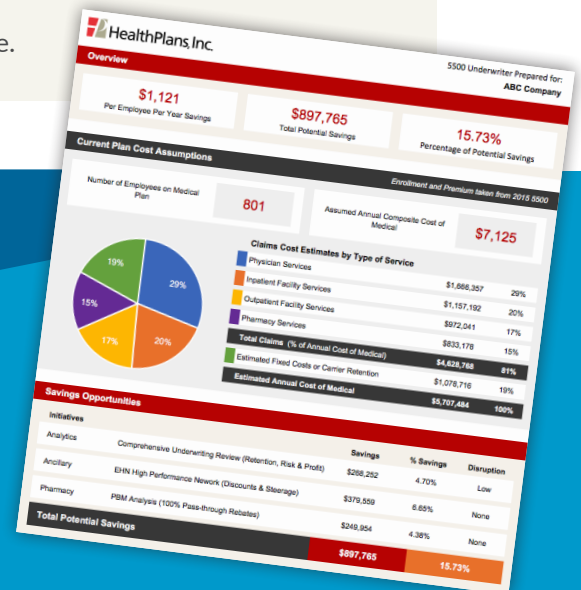 e.
HealthPlans, Inc.
5500 Underwriter Prepared for:
ABC Company
Overview
$1,121
Per Employee Per Year Savings
$897,765
Total Potential Savings
15.73%
Percentage of Potential Savings
Current Plan Cost Assumptions
Enrollment and Premium taken from 2015 5500
Number of Employees on Medical
Plan
801
Assumed Annual Composite Cost of
Medical
$7,125
Claims Cost Estimates by Type of Service
Physician Services $1,666,357 29%
Inpatient Facility Services $1,157,192 20%
Outpatient Facility Services $972,041 17%
Pharmacy Services $833,178 15%
Total Claims (% of Annual Cost of Medical) $4,628,768 81%
Estimated Fixed Costs or Carrier Retention $1,078,716 19%
Estimated Annual Cost of Medical $5,707,484 100%
19%
29%
15%
17%
20%
Savings Opportunities
Initiatives Savings % Savings Disruption
Analytics Comprehensive Underwriting Review (Retention, Risk & Profit) $268,252 4.70% Low
Ancillary EHN High Performance Nework (Discounts & Steerage) $379,559 6.65% None
Pharmacy PBM Analysis (100% Pass-through Rebates) $249,954 4.38% None
Total Potential Savings $897,765 15.73%